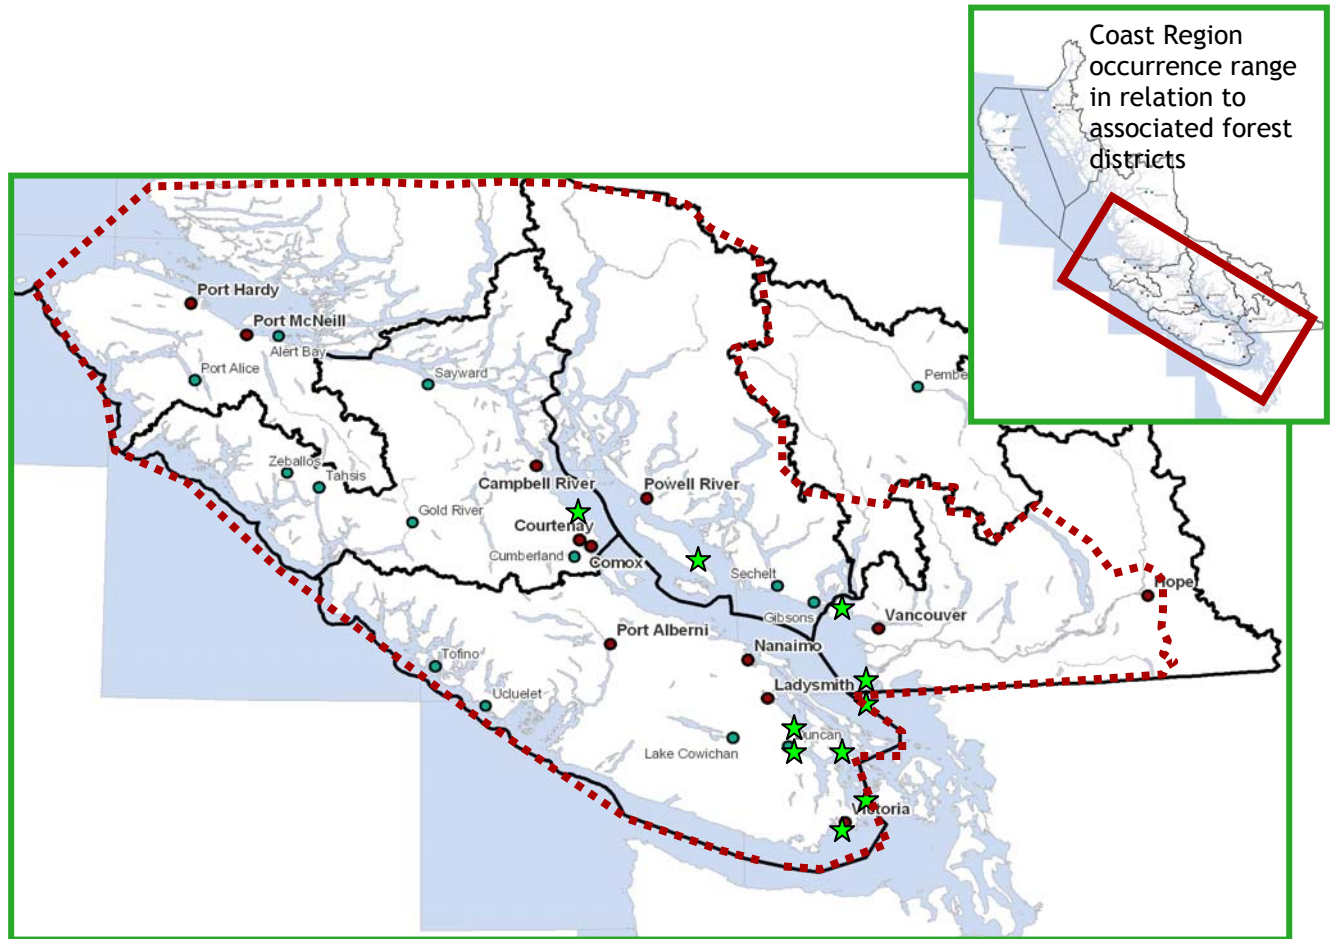 Coast Region
occurrence range
in relation to
associated forest
districts
Port Hardy
Port McNeill
Alert Bay
Port Alice
Sayward
Pembe
Zeballos
Tahsis
Campbell River
Powell River
Gold River
Courtenay
Cumberland
Comox
Sechelt
Hope
Gibsons
Vancouver
Port Alberni
Nanaimo
Tofino
Ladysmith
Ucluelet
Duncan
Lake Cowichan
Victoria